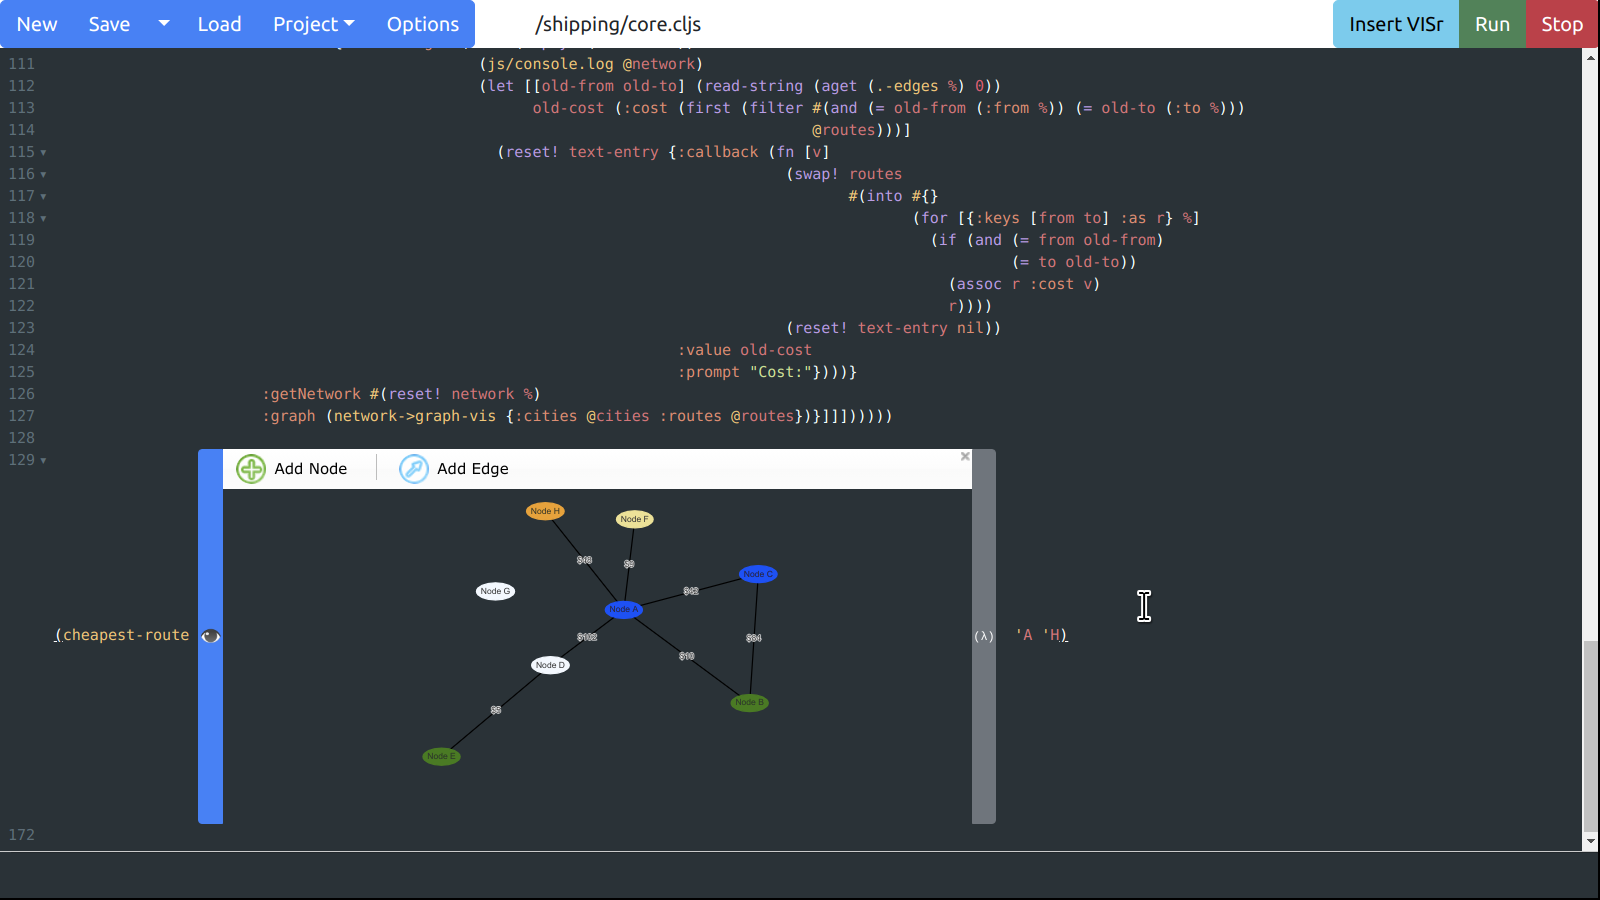 New Save Load Project Options /shipping/core.cljs Insert VISr Run Stop
111 (js/console.log @network)
112 (let [[old-from old-to] (read-string (aget (.-edges %) 0))
113 old-cost (:cost (first (filter #(and (= old-from (:from %)) (= old-to (:to %)))
114 @routes)))]
115 (reset! text-entry {:callback (fn [v]
116 (swap! routes
117 #(into #{}
118 (for [{:keys [from to] :as r} %]
119 (if (and (= from old-from)
120 (= to old-to))
121 (assoc r :cost v)
122 r))))
123 (reset! text-entry nil))
124 :value old-cost
125 :prompt "Cost:"})))}
126 :getNetwork #(reset! network %)
127 :graph (network->graph-vis {:cities @cities :routes @routes})}]]])))))
128
129
Add Node Add Edge
Node H
Node F
$48
$9
Node C
Node G
$42
Node A
(cheapest-route (λ) 'A 'H)
$102
$64
$10
Node D
Node B
$5
Node E
172